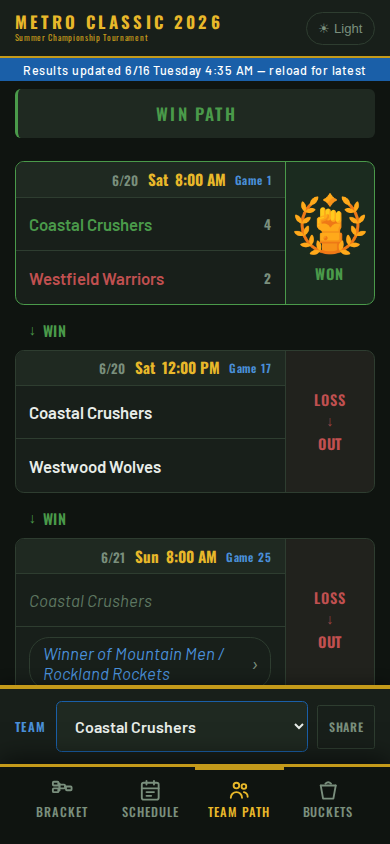 METRO CLASSIC 2026
Summer Championship Tournament
☀ Light
Results updated 6/16 Tuesday 4:35 AM — reload for latest
WIN PATH
6/20 Sat 8:00 AM Game 1
Coastal Crushers 4
Westfield Warriors 2
WON
↓ WIN
6/20 Sat 12:00 PM Game 17
Coastal Crushers
Westwood Wolves
LOSS
↓
OUT
↓ WIN
6/21 Sun 8:00 AM Game 25
Coastal Crushers
Winner of Mountain Men /
Rockland Rockets ›
LOSS
↓
OUT
TEAM Coastal Crushers SHARE
BRACKET SCHEDULE TEAM PATH BUCKETS